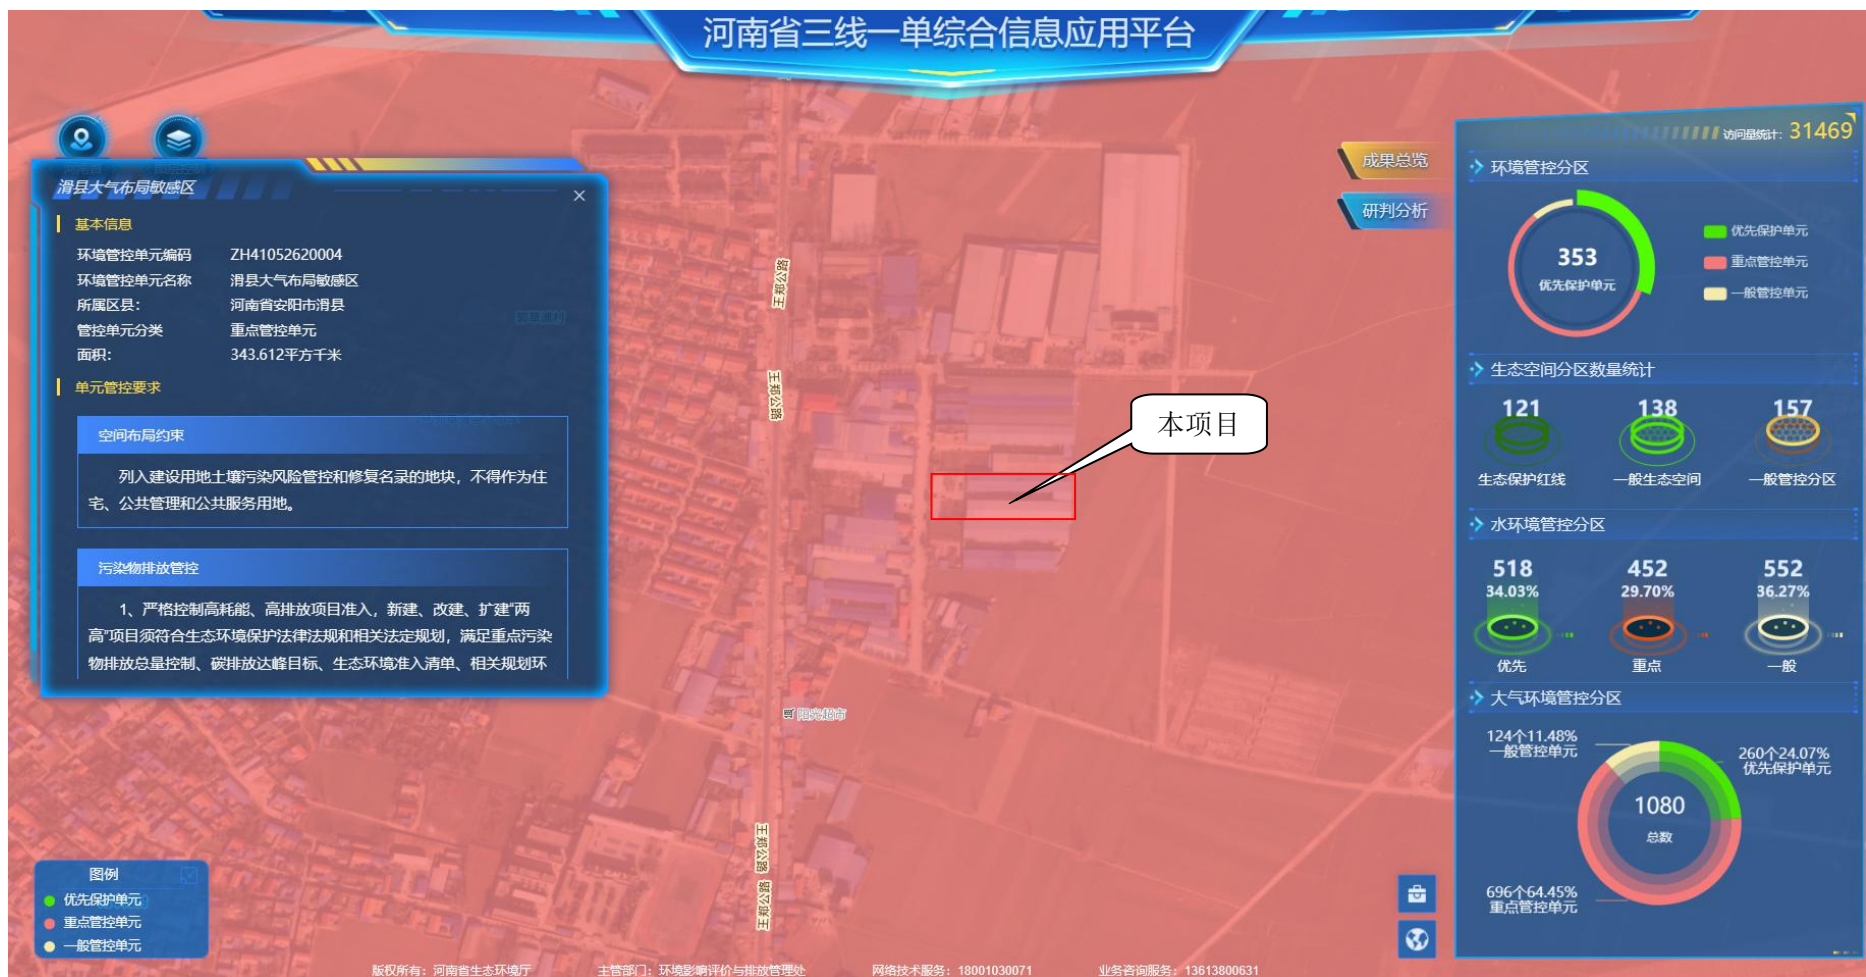 河南省三线一单综合信息应用平台
滑县大气布局敏感区
×
基本信息
环境管控单元编码 ZH41052620004
环境管控单元名称 滑县大气布局敏感区
所属区县： 河南省安阳市滑县
管控单元分类 重点管控单元
面积： 343.612平方千米
单元管控要求
空间布局约束
列入建设用地土壤污染风险管控和修复名录的地块，不得作为住
宅、公共管理和公共服务用地。
污染物排放管控
1、严格控制高耗能、高排放项目准入，新建、改建、扩建“两
高”项目须符合生态环境保护法律法规和相关法定规划，满足重点污染
物排放总量控制、碳排放达峰目标、生态环境准入清单、相关规划环
图例
优先保护单元
重点管控单元
一般管控单元
王郑公路
王郑公路
本项目
阳光超市
王郑公路
王郑公路
成果总览
研判分析
访问量统计：31469
环境管控分区
353
优先保护单元
优先保护单元
重点管控单元
一般管控单元
生态空间分区数量统计
121 138 157
生态保护红线 一般生态空间 一般管控分区
水环境管控分区
518 452 552
34.03% 29.70% 36.27%
优先 重点 一般
大气环境管控分区
124个11.48%
一般管控单元
260个24.07%
优先保护单元
1080
总数
696个64.45%
重点管控单元
版权所有：河南省生态环境厅 主管部门：环境影响评价与排放管理处 网络技术服务：18001030071 业务咨询服务：13613800631